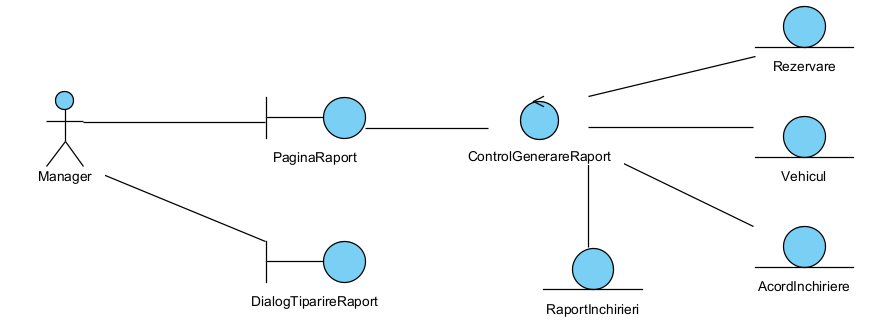 Rezervare
Manager
PaginaRaport
ControlGenerareRaport
Vehicul
DialogTiparireRaport
RaportInchirieri
AcordInchiriere